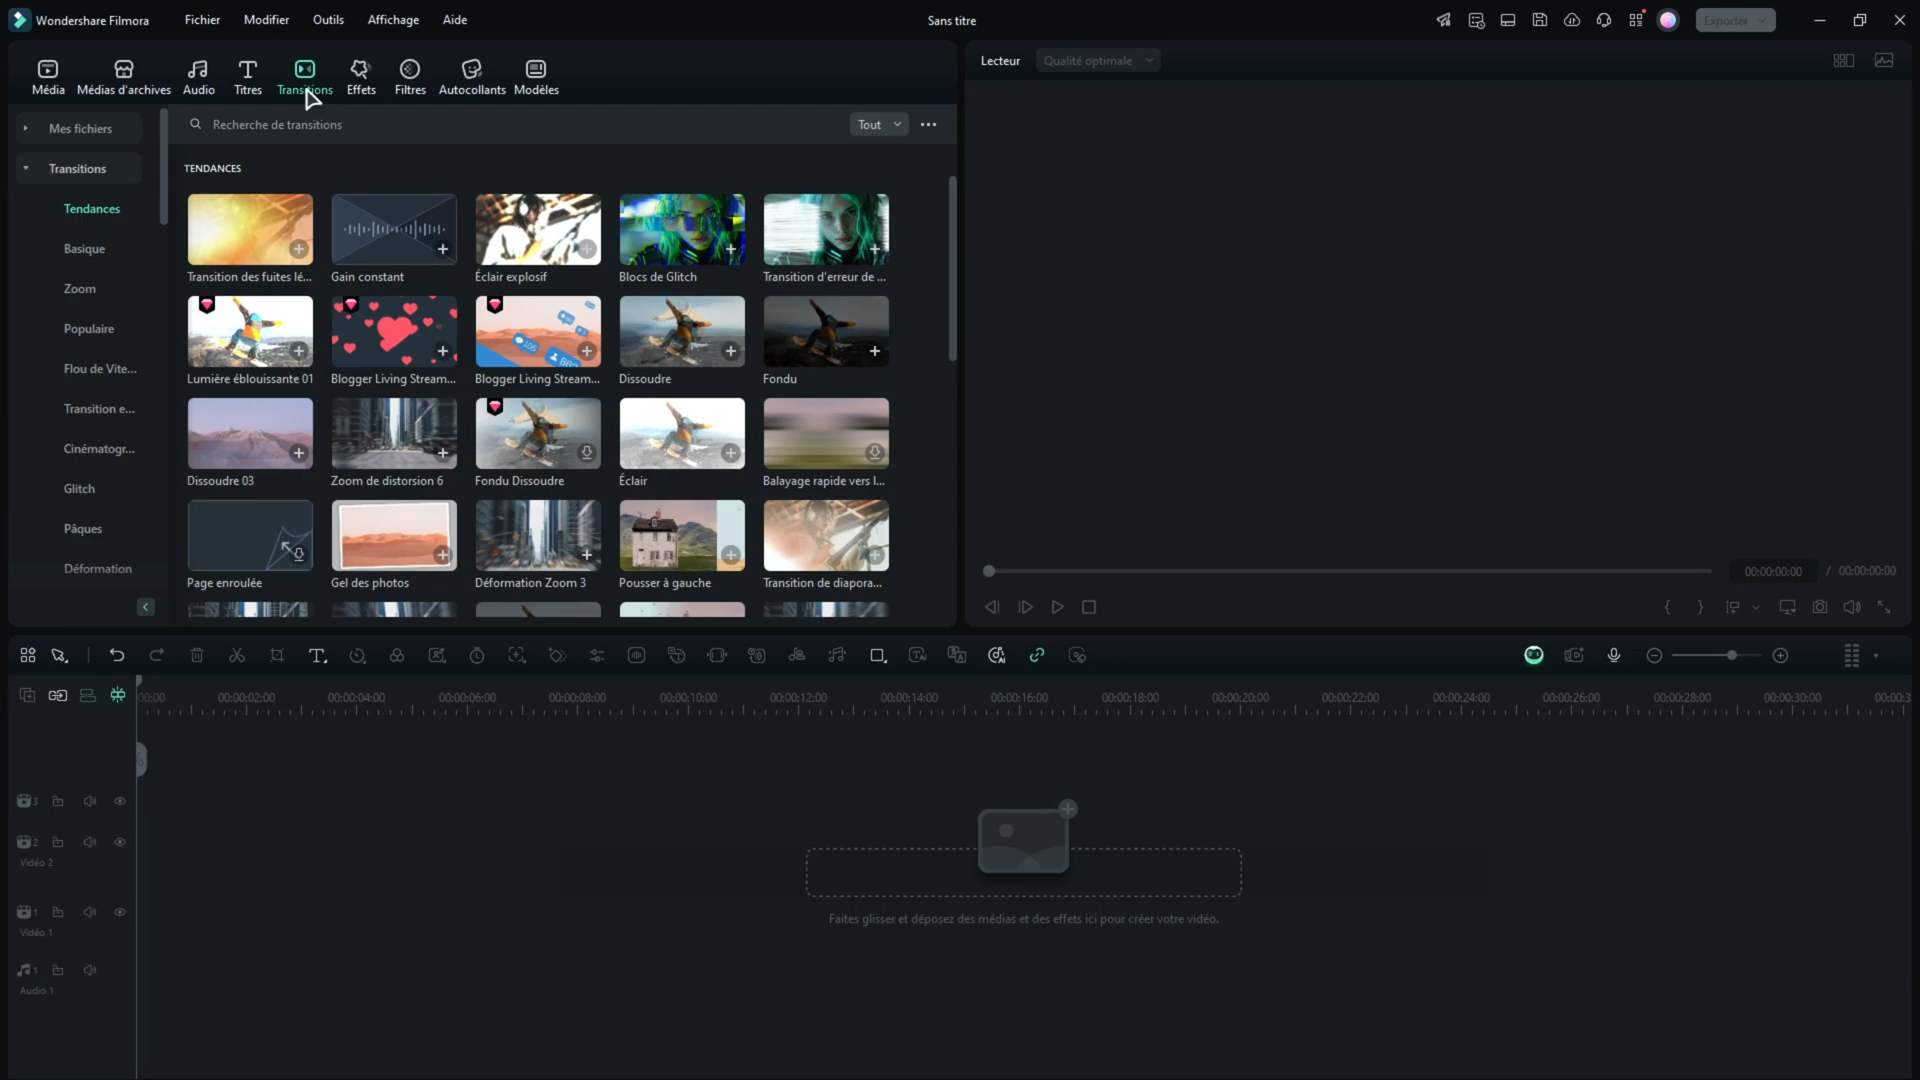 Wondershare Filmora
Fichier
Modifier
Outils
Affichage
Aide
Sans titre
Exporter
Média
Médias d'archives
Audio
Titres
Transitions
Effets
Filtres
Autocollants
Modèles
Lecteur
Qualité optimale
Mes fichiers
Transitions
Tendances
Basique
Zoom
Populaire
Flou de Vite...
Transition e...
Cinématogr...
Glitch
Pâques
Déformation
Recherche de transitions
Tout
TENDANCES
Transition des fuites lé...
Gain constant
Éclair explosif
Blocs de Glitch
Transition d'erreur de ...
Lumière éblouissante 01
Blogger Living Stream...
Blogger Living Stream...
Dissoudre
Fondu
Dissoudre 03
Zoom de distorsion 6
Fondu Dissoudre
Éclair
Balayage rapide vers l...
Page enroulée
Gel des photos
Déformation Zoom 3
Pousser à gauche
Transition de diapora...
00:00:00:00 / 00:00:00:00
00:00
00:00:02:00
00:00:04:00
00:00:06:00
00:00:08:00
00:00:10:00
00:00:12:00
00:00:14:00
00:00:16:00
00:00:18:00
00:00:20:00
00:00:22:00
00:00:24:00
00:00:26:00
00:00:28:00
00:00:30:00
00:00:3
3
2
Vidéo 2
1
Vidéo 1
1
Audio 1
Faites glisser et déposez des médias et des effets ici pour créer votre vidéo.